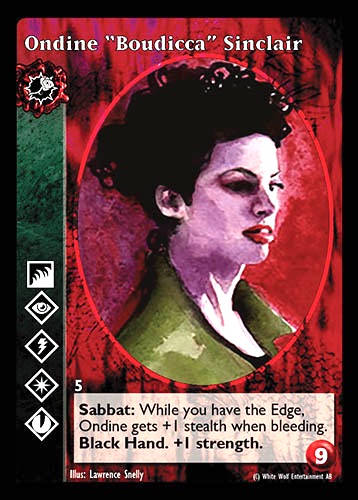 Ondine "Boudicca" Sinclair
5
Sabbat: While you have the Edge,
Ondine gets +1 stealth when bleeding.
Black Hand. +1 strength.
9
Illus: Lawrence Snelly
(C) White Wolf Entertainment AB